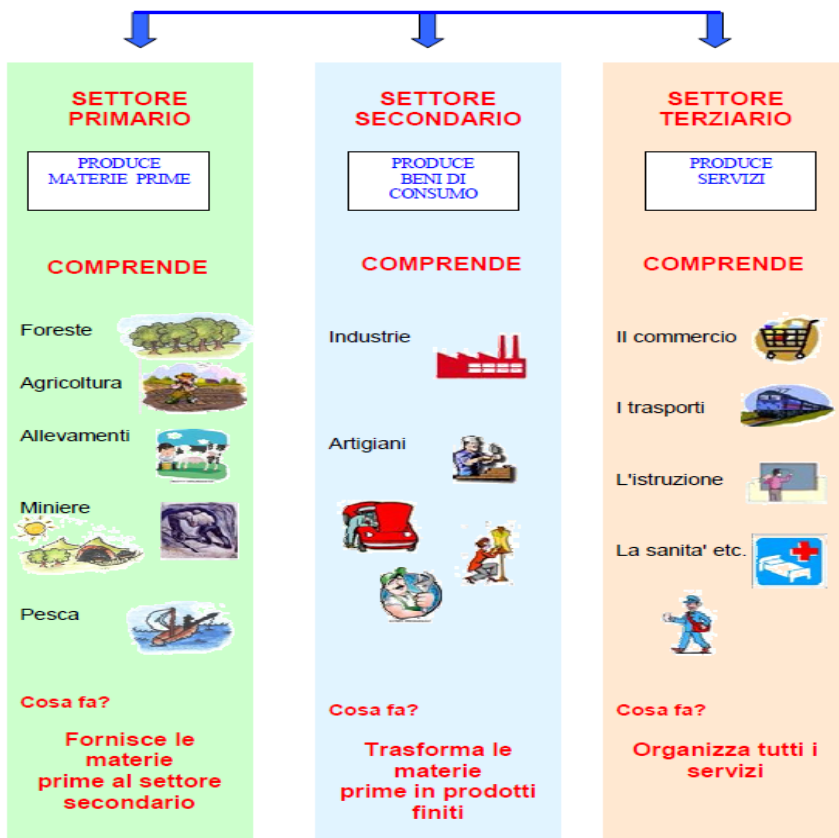 SETTORE
PRIMARIO
PRODUCE
MATERIE PRIME
COMPRENDE
Foreste
Agricoltura
Allevamenti
Miniere
Pesca
Cosa fa?
Fornisce le
materie
prime al settore
secondario
SETTORE
SECONDARIO
PRODUCE
BENI DI
CONSUMO
COMPRENDE
Industrie
Artigiani
Cosa fa?
Trasforma le
materie
prime in prodotti
finiti
SETTORE
TERZIARIO
PRODUCE
SERVIZI
COMPRENDE
Il commercio
I trasporti
L'istruzione
La sanita' etc.
Cosa fa?
Organizza tutti i
servizi